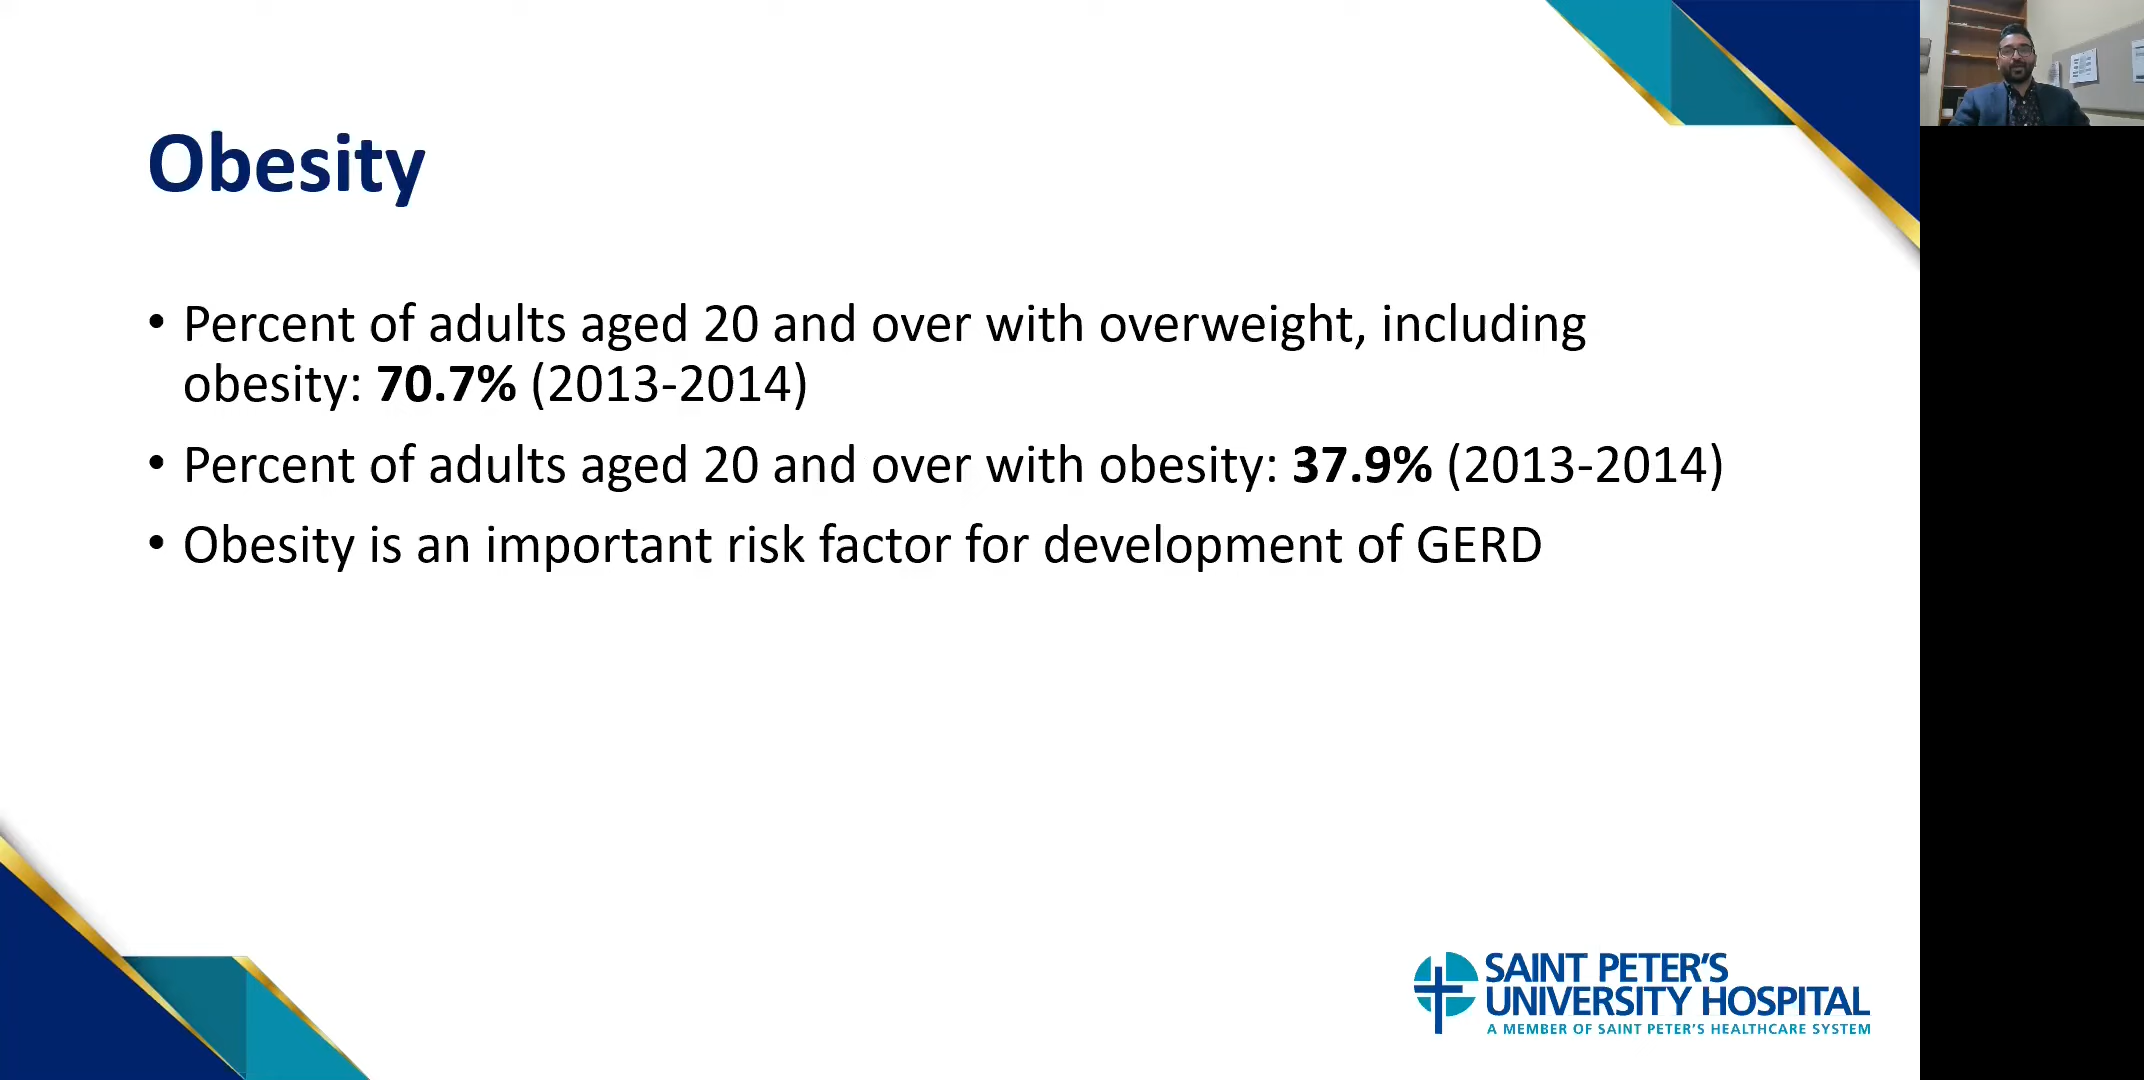 Obesity
• Percent of adults aged 20 and over with overweight, including
obesity: 70.7% (2013-2014)
• Percent of adults aged 20 and over with obesity: 37.9% (2013-2014)
• Obesity is an important risk factor for development of GERD
SAINT PETER'S
UNIVERSITY HOSPITAL
A MEMBER OF SAINT PETER'S HEALTHCARE SYSTEM